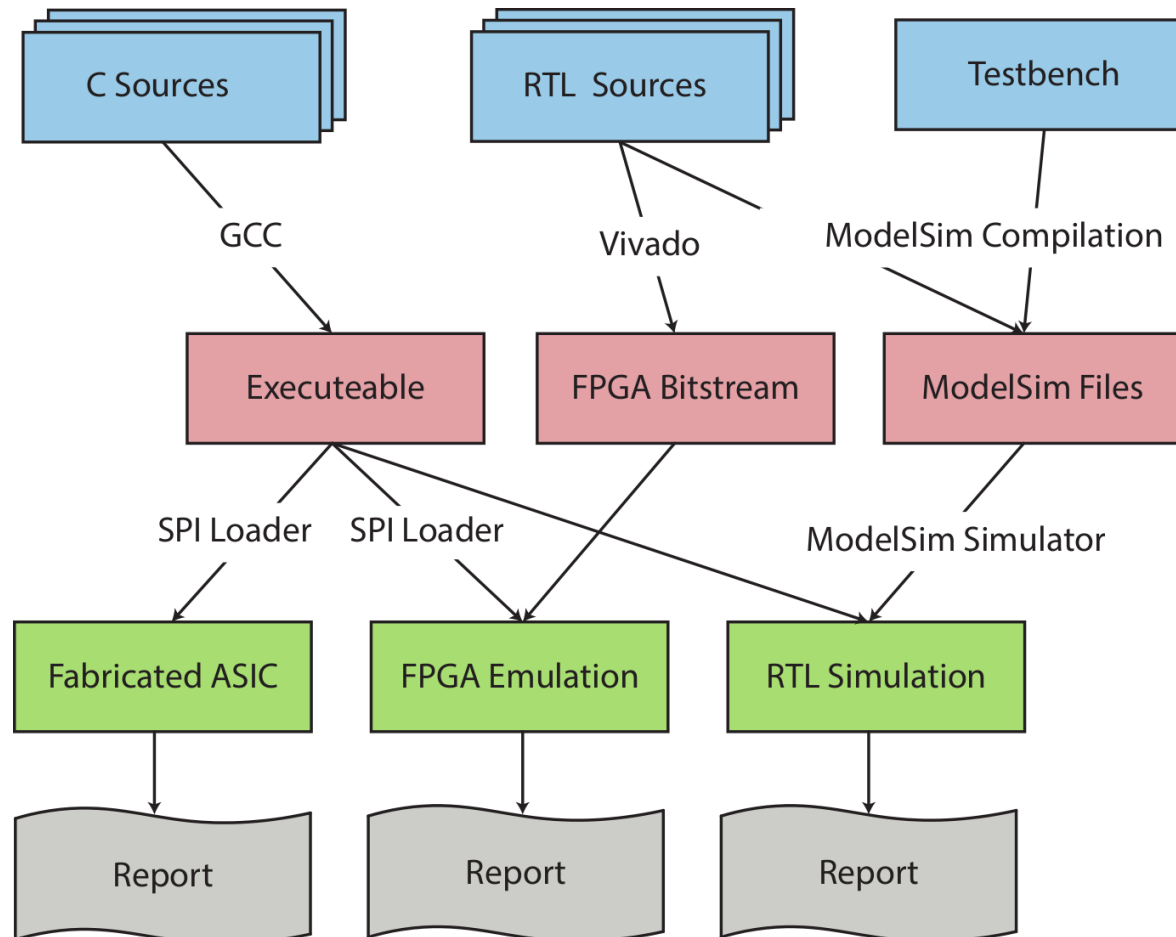 C Sources
RTL Sources
Testbench
GCC
Vivado
ModelSim Compilation
Executeable
FPGA Bitstream
ModelSim Files
SPI Loader
SPI Loader
ModelSim Simulator
Fabricated ASIC
FPGA Emulation
RTL Simulation
Report
Report
Report